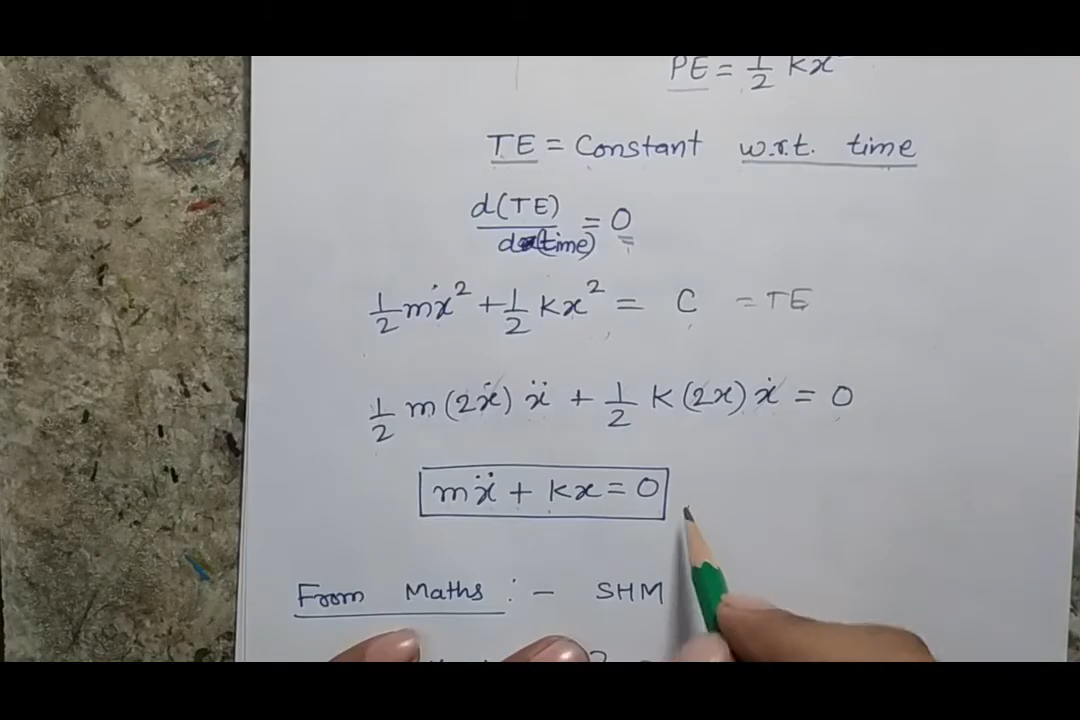 PE = 1/2 kx
TE = Constant w.r.t. time
d(TE)/d(time) = 0
1/2 mẋ² + 1/2 kx² = C = TE
1/2 m(2ẋ) ẍ + 1/2 k(2x) ẋ = 0
mẍ + kx = 0
From Maths :- SHM